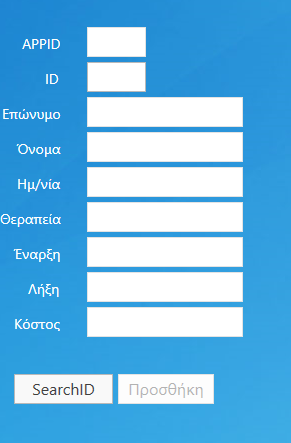 APPID
ID
Επώνυμο
Όνομα
Ημ/νία
Θεραπεία
Έναρξη
Λήξη
Κόστος
SearchID Προσθήκη